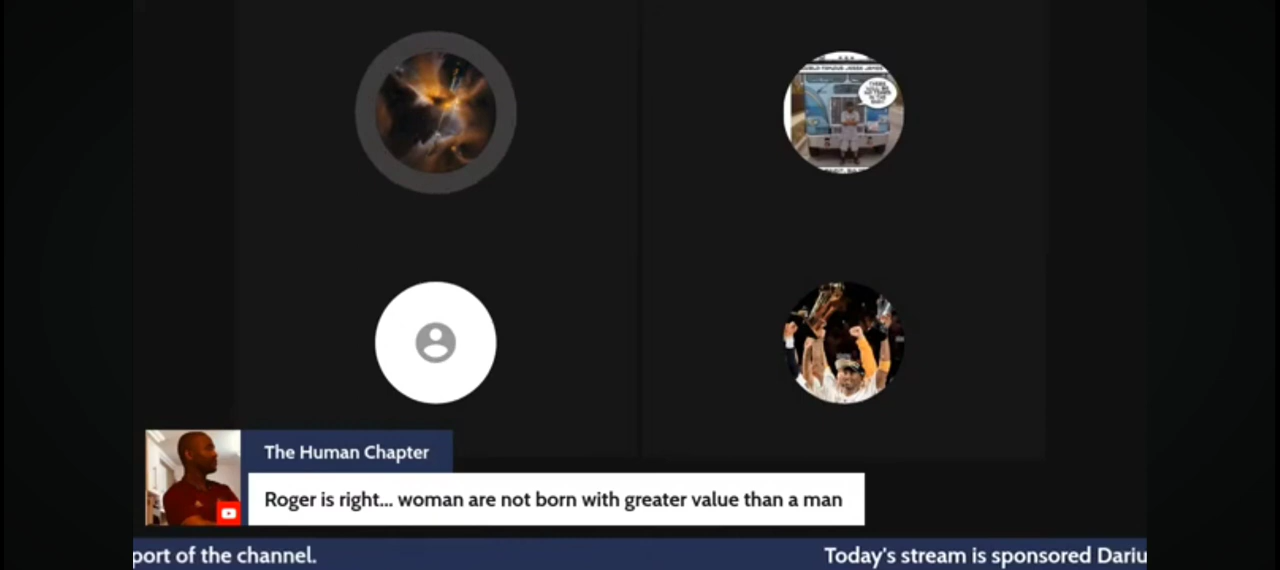 The Human Chapter
Roger is right... woman are not born with greater value than a man
port of the channel.
Today's stream is sponsored Dariu